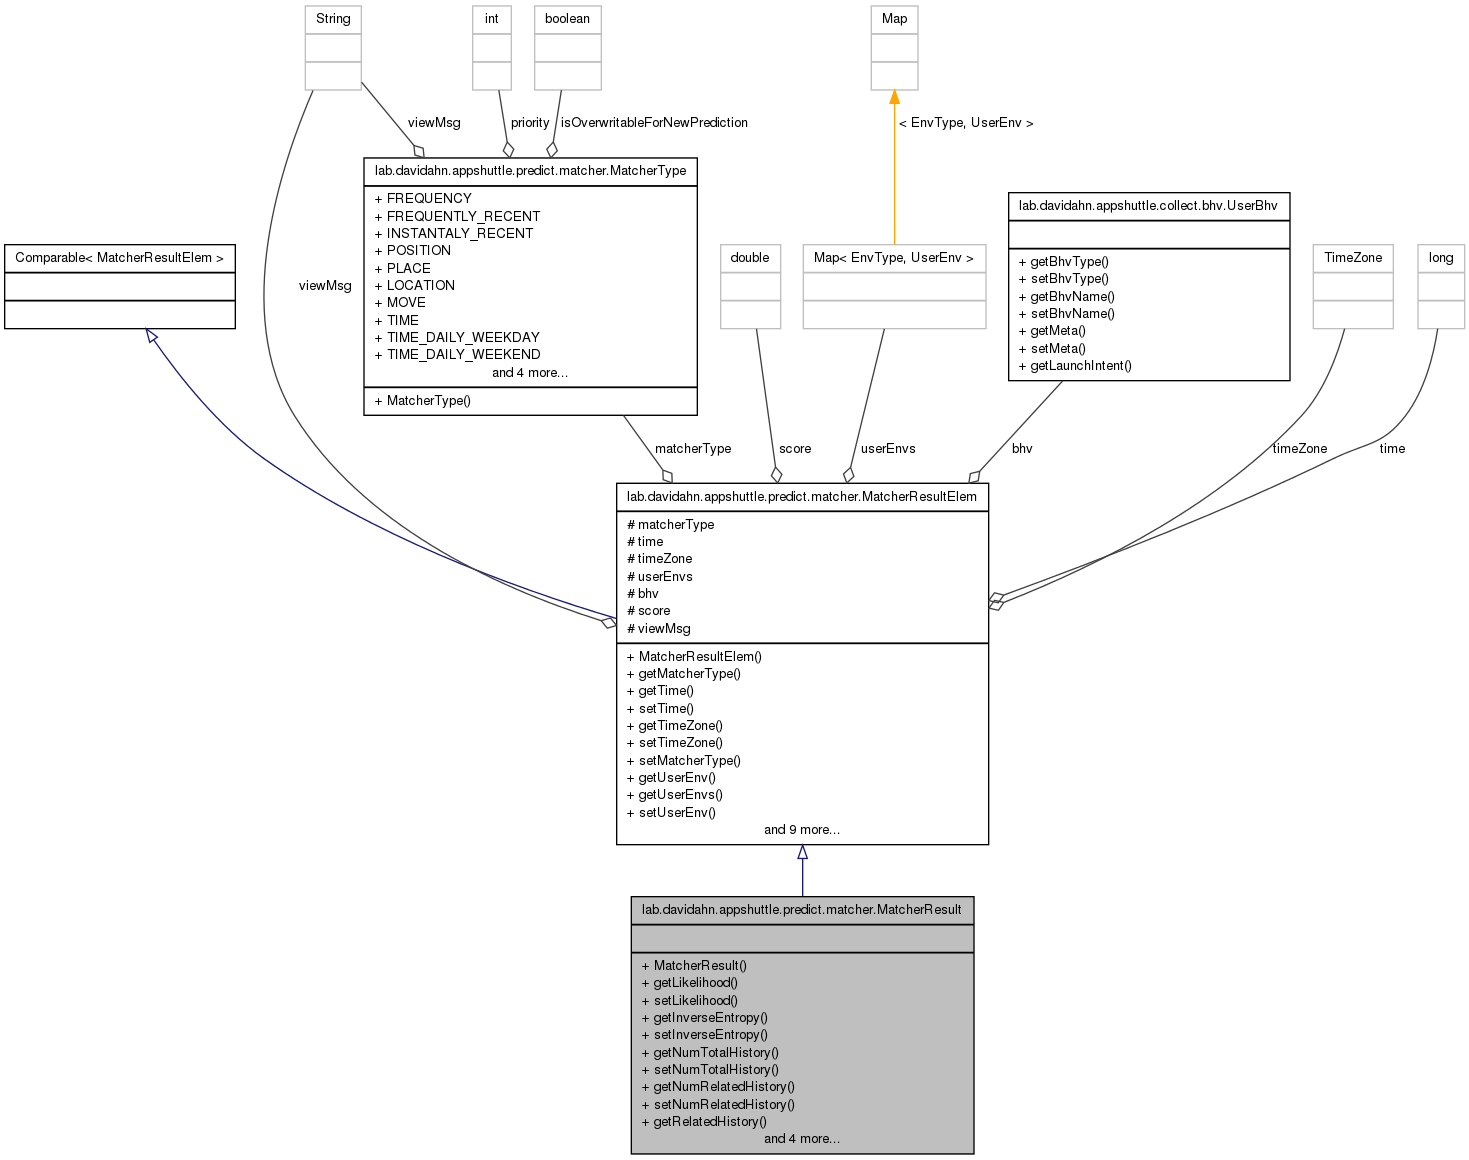 String
int
boolean
Map
viewMsg
priority
isOverwritableForNewPrediction
< EnvType, UserEnv >
lab.davidahn.appshuttle.predict.matcher.MatcherType
+ FREQUENCY
+ FREQUENTLY_RECENT
+ INSTANTALY_RECENT
+ POSITION
+ PLACE
+ LOCATION
+ MOVE
+ TIME
+ TIME_DAILY_WEEKDAY
+ TIME_DAILY_WEEKEND
and 4 more...
+ MatcherType()
lab.davidahn.appshuttle.collect.bhv.UserBhv
+ getBhvType()
+ setBhvType()
+ getBhvName()
+ setBhvName()
+ getMeta()
+ setMeta()
+ getLaunchIntent()
Comparable< MatcherResultElem >
viewMsg
double
Map< EnvType, UserEnv >
TimeZone
long
matcherType
score
userEnvs
bhv
timeZone
time
lab.davidahn.appshuttle.predict.matcher.MatcherResultElem
# matcherType
# time
# timeZone
# userEnvs
# bhv
# score
# viewMsg
+ MatcherResultElem()
+ getMatcherType()
+ getTime()
+ setTime()
+ getTimeZone()
+ setTimeZone()
+ setMatcherType()
+ getUserEnv()
+ getUserEnvs()
+ setUserEnv()
and 9 more...
lab.davidahn.appshuttle.predict.matcher.MatcherResult
+ MatcherResult()
+ getLikelihood()
+ setLikelihood()
+ getInverseEntropy()
+ setInverseEntropy()
+ getNumTotalHistory()
+ setNumTotalHistory()
+ getNumRelatedHistory()
+ setNumRelatedHistory()
+ getRelatedHistory()
and 4 more...